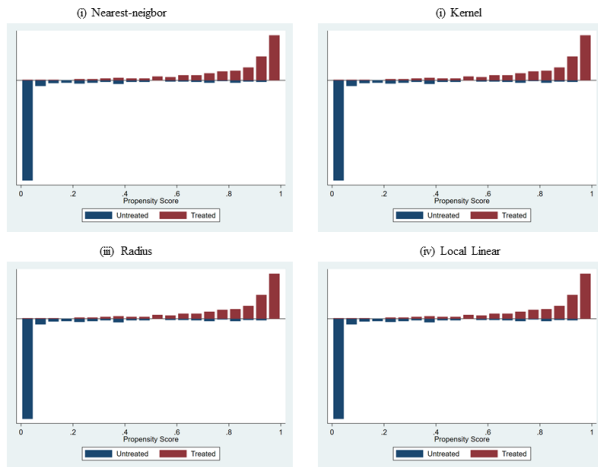 (i) Nearest-neigbor
(i) Kernel
0 .2 .4 .6 .8 1
Propensity Score
Untreated Treated
0 .2 .4 .6 .8 1
Propensity Score
Untreated Treated
(iii) Radius
(iv) Local Linear
0 .2 .4 .6 .8 1
Propensity Score
Untreated Treated
0 .2 .4 .6 .8 1
Propensity Score
Untreated Treated